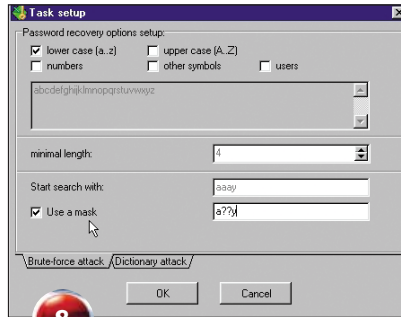 Task setup
Password recovery options setup:
lower case (a..z) upper case (A..Z)
numbers other symbols users
abcdefghijklmnopqrstuvwxyz
minimal length: 4
Start search with: aaay
Use a mask a??y
Brute-force attack Dictionary attack
OK Cancel
8